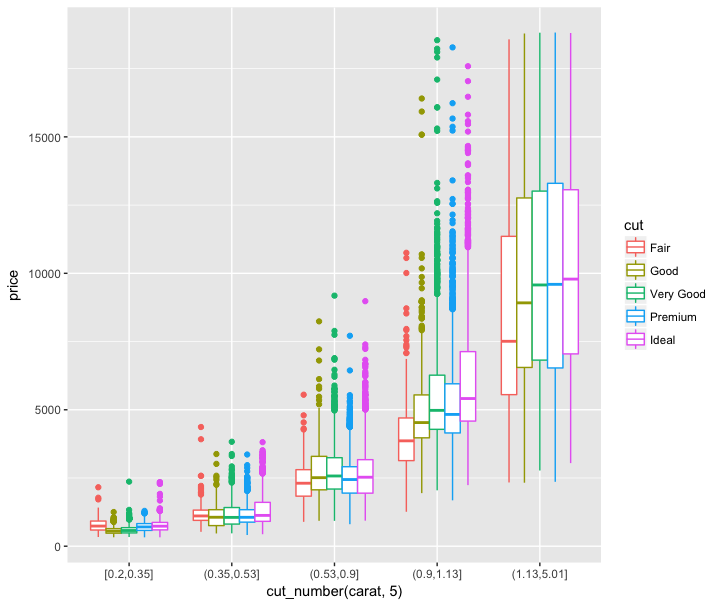 15000
10000
5000
0
price
[0.2,0.35]
(0.35,0.53]
(0.53,0.9]
(0.9,1.13]
(1.13,5.01]
cut_number(carat, 5)
cut
Fair
Good
Very Good
Premium
Ideal